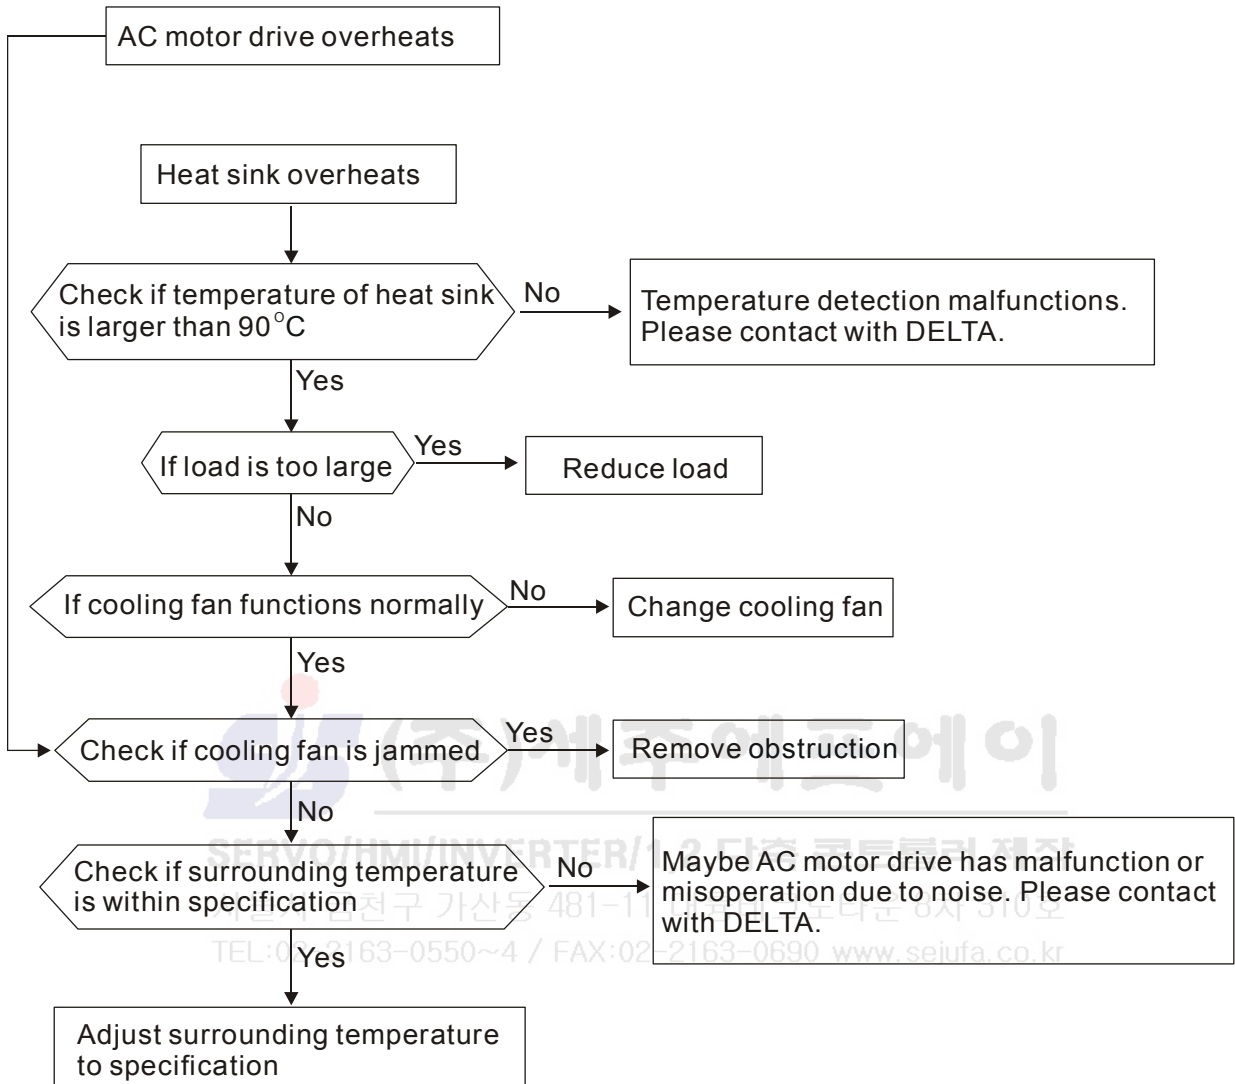 AC motor drive overheats
Heat sink overheats
Check if temperature of heat sink
is larger than 90°C
No
Temperature detection malfunctions.
Please contact with DELTA.
Yes
If load is too large
Yes
Reduce load
No
If cooling fan functions normally
No
Change cooling fan
Yes
Check if cooling fan is jammed
Yes
Remove obstruction
(주)세주에프에이
No
SERVO/HMI/INVERTER/1,2
Check if surrounding temperature
is within specification
No
Maybe AC motor drive has malfunction or
misoperation due to noise. Please contact
with DELTA.
금천구 가산동 481-11
TEL:02-2163-0550~4 / FAX:02-2163-0690 www.sejufa.co.kr
Yes
Adjust surrounding temperature
to specification